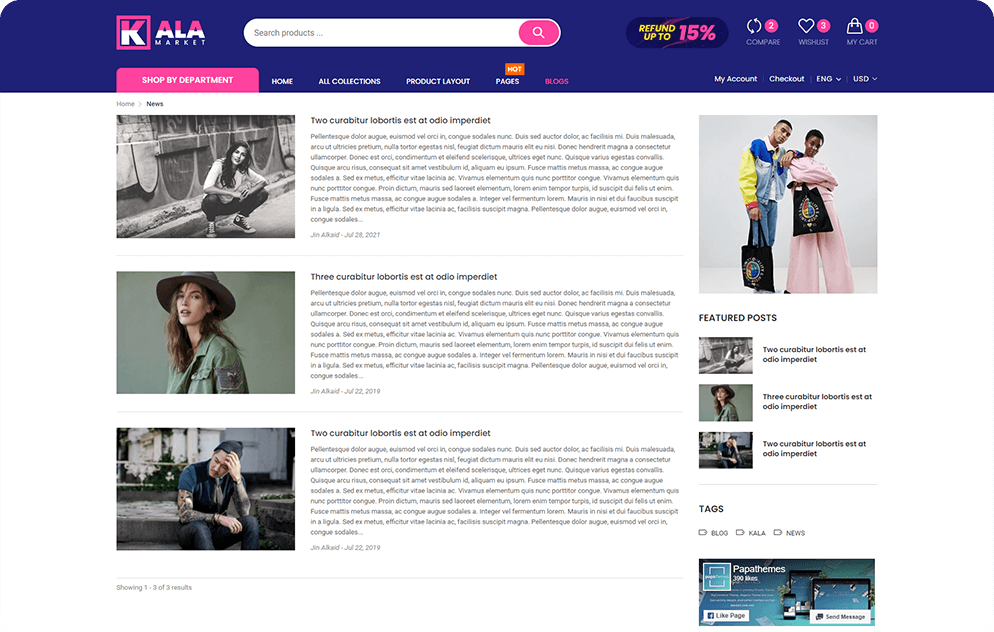 KALA
MARKET
Search products ...
REFUND
UP TO 15%
2
COMPARE
3
WISHLIST
0
MY CART
SHOP BY DEPARTMENT
HOME
ALL COLLECTIONS
PRODUCT LAYOUT
HOT
PAGES
BLOGS
My Account
Checkout
ENG
USD
Home > News
Two curabitur lobortis est at odio imperdiet
Pellentesque dolor augue, euismod vel orci in, congue sodales nunc. Duis sed auctor dolor, ac facilisis mi. Duis malesuada,
arcu ut ultricies pretium, nulla tortor egestas nisl, feugiat dictum mauris elit eu nisi. Donec hendrerit magna a consectetur
ullamcorper. Donec est orci, condimentum et eleifend scelerisque, ultrices eget nunc. Quisque varius egestas convallis.
Quisque arcu risus, consequat sit amet vestibulum id, aliquam eu ipsum. Fusce mattis metus massa, ac congue augue
sodales a. Sed ex metus, efficitur vitae lacinia ac, facilisis suscipit magna. Vivamus elementum quis nunc porttitor congue. Vivamus elementum quis
nunc porttitor congue. Proin dictum, mauris sed laoreet elementum, lorem enim tempor turpis, id suscipit dui felis ut enim.
Fusce mattis metus massa, ac congue augue sodales a. Integer vel fermentum lorem. Mauris in nisi et dui faucibus suscipit
in a ligula. Sed ex metus, efficitur vitae lacinia ac, facilisis suscipit magna. Pellentesque dolor augue, euismod vel orci in,
congue sodales...
Jin Alkaid - Jul 28, 2021
Three curabitur lobortis est at odio imperdiet
Pellentesque dolor augue, euismod vel orci in, congue sodales nunc. Duis sed auctor dolor, ac facilisis mi. Duis malesuada,
arcu ut ultricies pretium, nulla tortor egestas nisl, feugiat dictum mauris elit eu nisi. Donec hendrerit magna a consectetur
ullamcorper. Donec est orci, condimentum et eleifend scelerisque, ultrices eget nunc. Quisque varius egestas convallis.
Quisque arcu risus, consequat sit amet vestibulum id, aliquam eu ipsum. Fusce mattis metus massa, ac congue augue
sodales a. Sed ex metus, efficitur vitae lacinia ac. Vivamus elementum quis nunc porttitor congue. Vivamus elementum quis
nunc porttitor congue. Proin dictum, mauris sed laoreet elementum, lorem enim tempor turpis, id suscipit dui felis ut enim.
Fusce mattis metus massa, ac congue augue sodales a. Integer vel fermentum lorem. Mauris in nisi et dui faucibus suscipit
in a ligula. Sed ex metus, efficitur vitae lacinia ac, facilisis suscipit magna. Pellentesque dolor augue, euismod vel orci in,
congue sodales...
Jin Alkaid - Jul 22, 2019
Two curabitur lobortis est at odio imperdiet
Pellentesque dolor augue, euismod vel orci in, congue sodales nunc. Duis sed auctor dolor, ac facilisis mi. Duis malesuada,
arcu ut ultricies pretium, nulla tortor egestas nisl, feugiat dictum mauris elit eu nisi. Donec hendrerit magna a consectetur
ullamcorper. Donec est orci, condimentum et eleifend scelerisque, ultrices eget nunc. Quisque varius egestas convallis.
Quisque arcu risus, consequat sit amet vestibulum id, aliquam eu ipsum. Fusce mattis metus massa, ac congue augue
sodales a. Sed ex metus, efficitur vitae lacinia ac. Vivamus elementum quis nunc porttitor congue. Vivamus elementum quis
nunc porttitor congue. Proin dictum, mauris sed laoreet elementum, lorem enim tempor turpis, id suscipit dui felis ut enim.
Fusce mattis metus massa, ac congue augue sodales a. Integer vel fermentum lorem. Mauris in nisi et dui faucibus suscipit
in a ligula. Sed ex metus, efficitur vitae lacinia ac, facilisis suscipit magna. Pellentesque dolor augue, euismod vel orci in,
congue sodales...
Jin Alkaid - Jul 22, 2019
Showing 1 - 3 of 3 results
FEATURED POSTS
Two curabitur lobortis est at
odio imperdiet
Three curabitur lobortis est at
odio imperdiet
Two curabitur lobortis est at
odio imperdiet
TAGS
BLOG
KALA
NEWS
Papathemes
390 likes
Like Page
Send Message